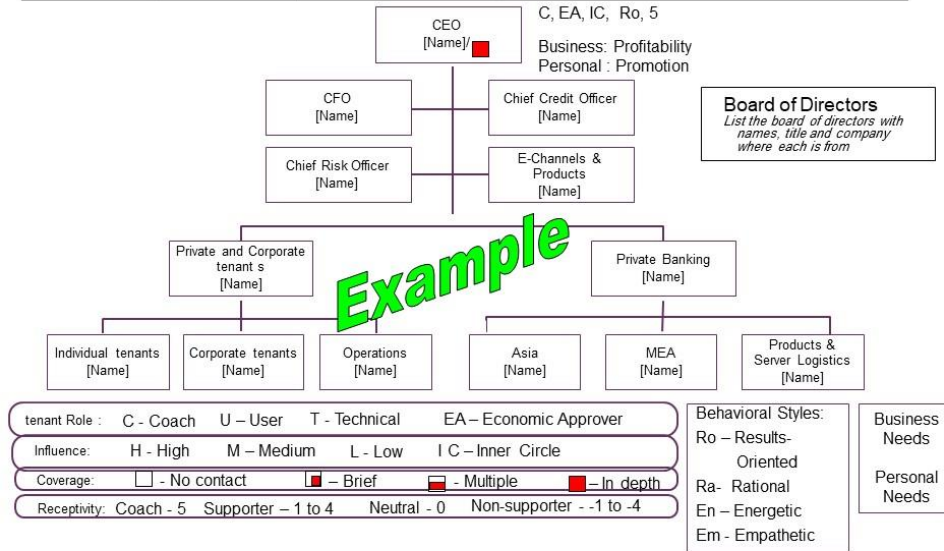 CEO
[Name]/
C, EA, IC, Ro, 5
Business: Profitability
Personal : Promotion
CFO
[Name]
Chief Credit Officer
[Name]
Board of Directors
List the board of directors with
names, title and company
where each is from
Chief Risk Officer
[Name]
E-Channels &
Products
[Name]
Example
Private and Corporate
tenant s
[Name]
Private Banking
[Name]
Individual tenants
[Name]
Corporate tenants
[Name]
Operations
[Name]
Asia
[Name]
MEA
[Name]
Products &
Server Logistics
[Name]
tenant Role : C - Coach U – User T - Technical EA – Economic Approver
Influence: H - High M – Medium L - Low I C – Inner Circle
Coverage: - No contact – Brief - Multiple – In depth
Receptivity: Coach - 5 Supporter – 1 to 4 Neutral - 0 Non-supporter - -1 to -4
Behavioral Styles:
Ro – Results-
Oriented
Ra- Rational
En – Energetic
Em - Empathetic
Business
Needs
Personal
Needs